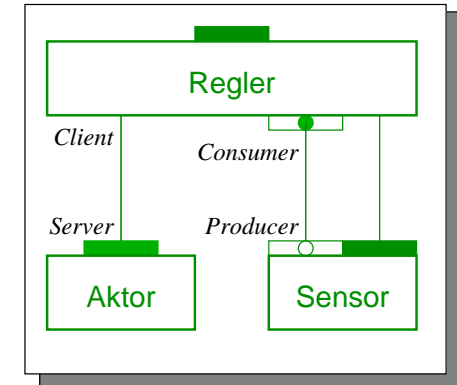 Regler
Client
Consumer
Server
Producer
Aktor
Sensor